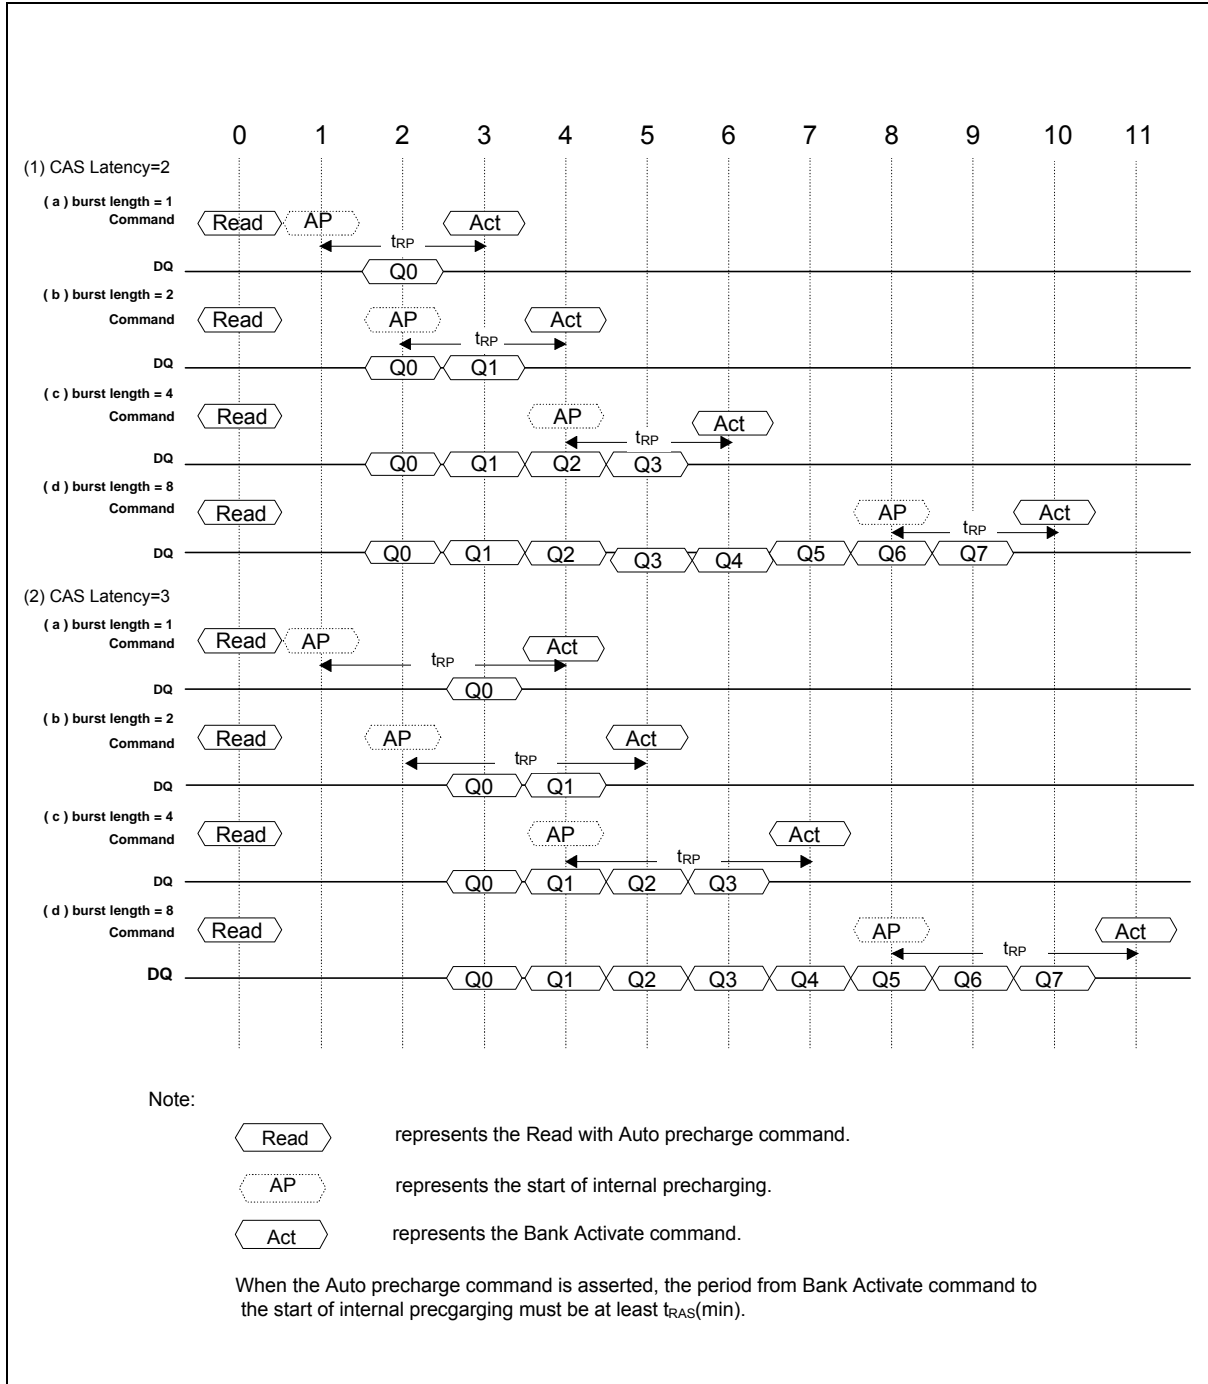 0 1 2 3 4 5 6 7 8 9 10 11
(1) CAS Latency=2
( a ) burst length = 1
Command Read AP Act
tRP
DQ Q0
( b ) burst length = 2
Command Read AP Act
tRP
DQ Q0 Q1
( c ) burst length = 4
Command Read AP Act
tRP
DQ Q0 Q1 Q2 Q3
( d ) burst length = 8
Command Read AP Act
tRP
DQ Q0 Q1 Q2 Q3 Q4 Q5 Q6 Q7
(2) CAS Latency=3
( a ) burst length = 1
Command Read AP Act
tRP
DQ Q0
( b ) burst length = 2
Command Read AP Act
tRP
DQ Q0 Q1
( c ) burst length = 4
Command Read AP Act
tRP
DQ Q0 Q1 Q2 Q3
( d ) burst length = 8
Command Read AP Act
tRP
DQ Q0 Q1 Q2 Q3 Q4 Q5 Q6 Q7
Note:
Read represents the Read with Auto precharge command.
AP represents the start of internal precharging.
Act represents the Bank Activate command.
When the Auto precharge command is asserted, the period from Bank Activate command to
the start of internal precgarging must be at least tRAS(min).